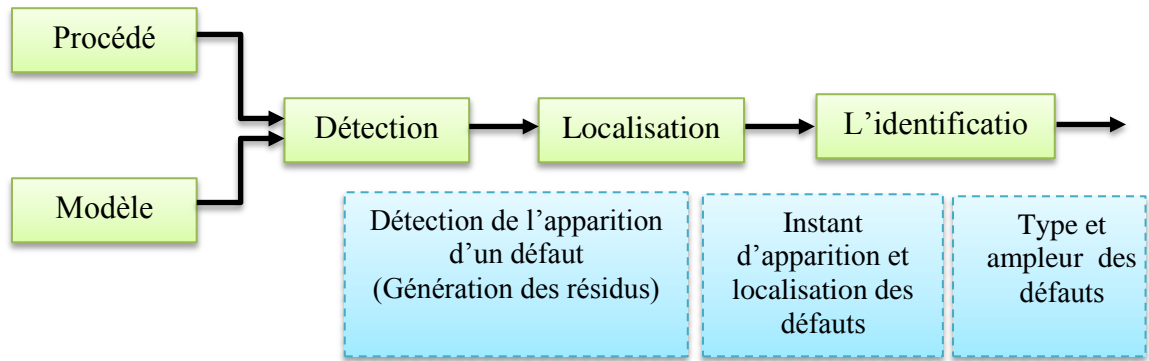 Procédé
Détection
Localisation
L’identificatio
Modèle
Détection de l’apparition
d’un défaut
(Génération des résidus)
Instant
d’apparition et
localisation des
défauts
Type et
ampleur des
défauts